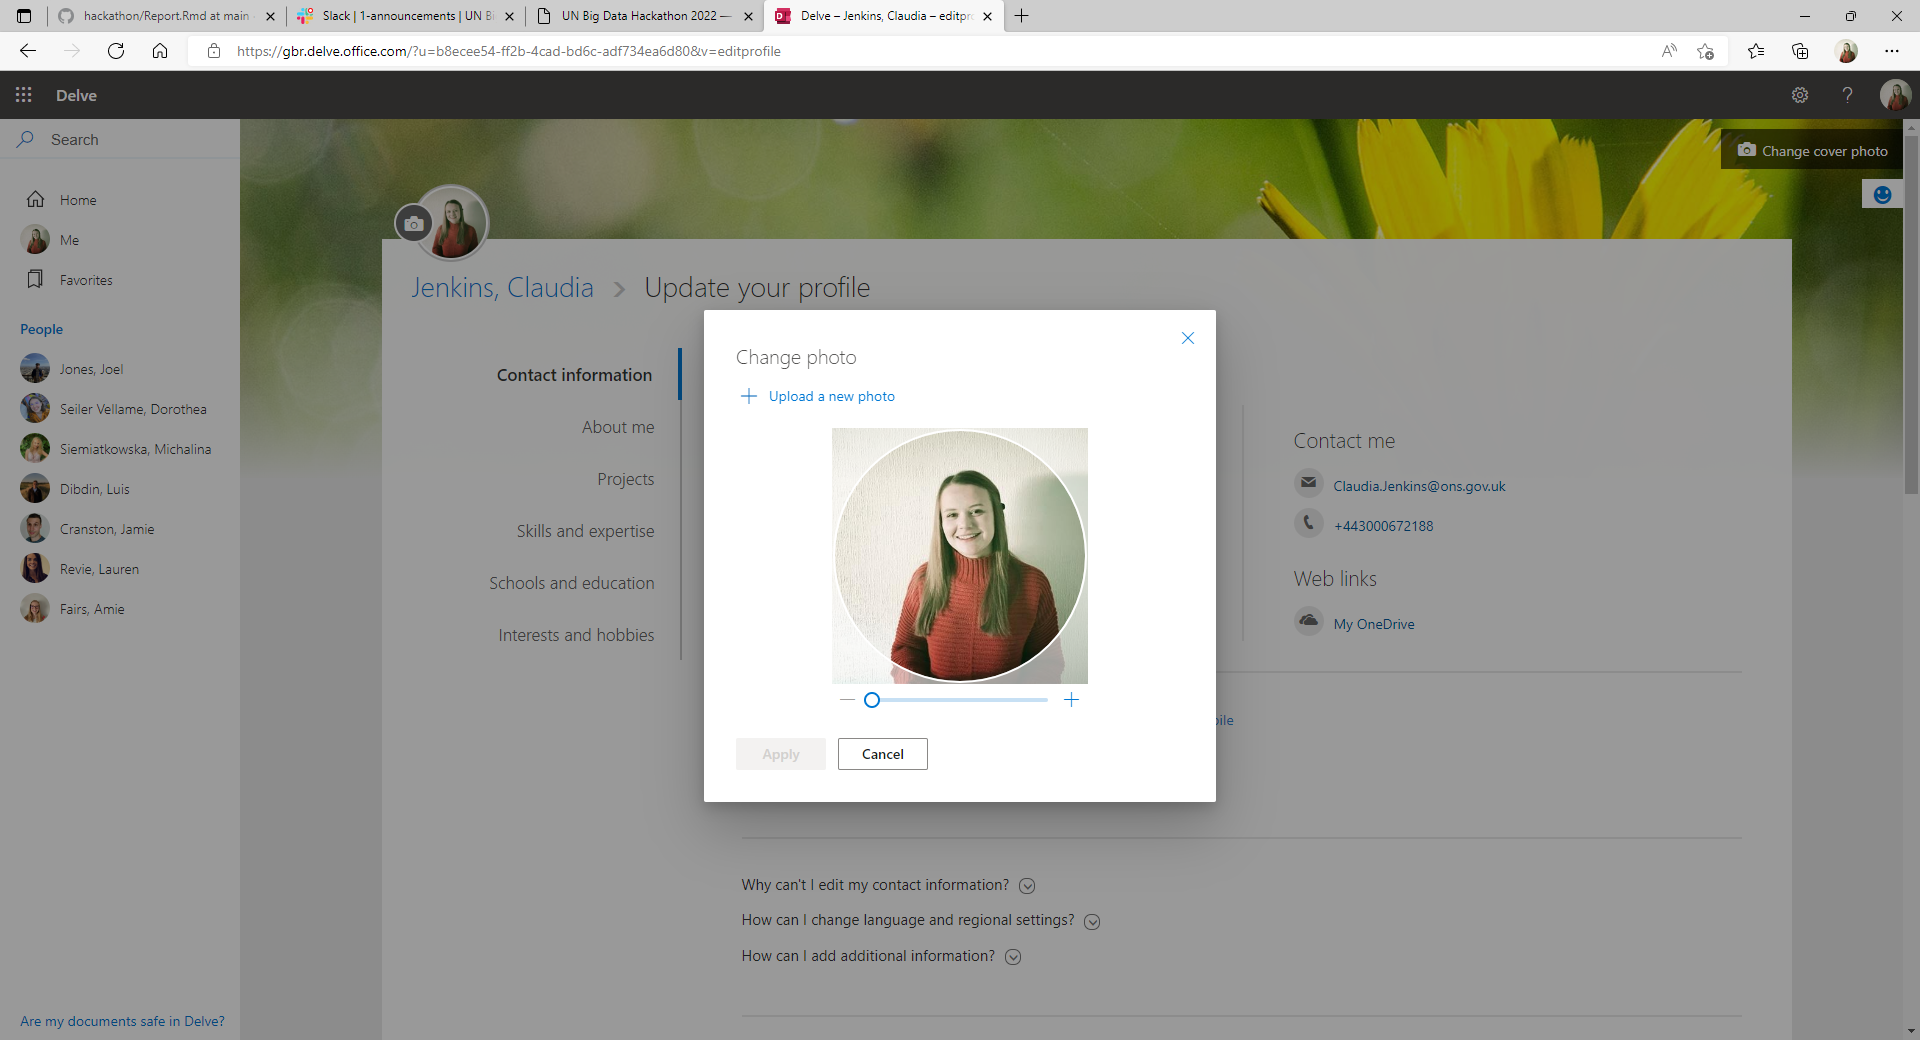 hackathon/Report.Rmd at main
Slack | 1-announcements | UN Bi
UN Big Data Hackathon 2022 —
Delve – Jenkins, Claudia – editpro
https://gbr.delve.office.com/?u=b8ecee54-ff2b-4cad-bd6c-adf734ea6d80&v=editprofile
Delve
Search
Change cover photo
Home
Me
Favorites
People
Jones, Joel
Seiler Vellame, Dorothea
Siemiatkowska, Michalina
Dibdin, Luis
Cranston, Jamie
Revie, Lauren
Fairs, Amie
Are my documents safe in Delve?
Jenkins, Claudia > Update your profile
Contact information
About me
Projects
Skills and expertise
Schools and education
Interests and hobbies
Change photo
Upload a new photo
Apply
Cancel
Contact me
Claudia.Jenkins@ons.gov.uk
+443000672188
Web links
My OneDrive
Why can't I edit my contact information?
How can I change language and regional settings?
How can I add additional information?